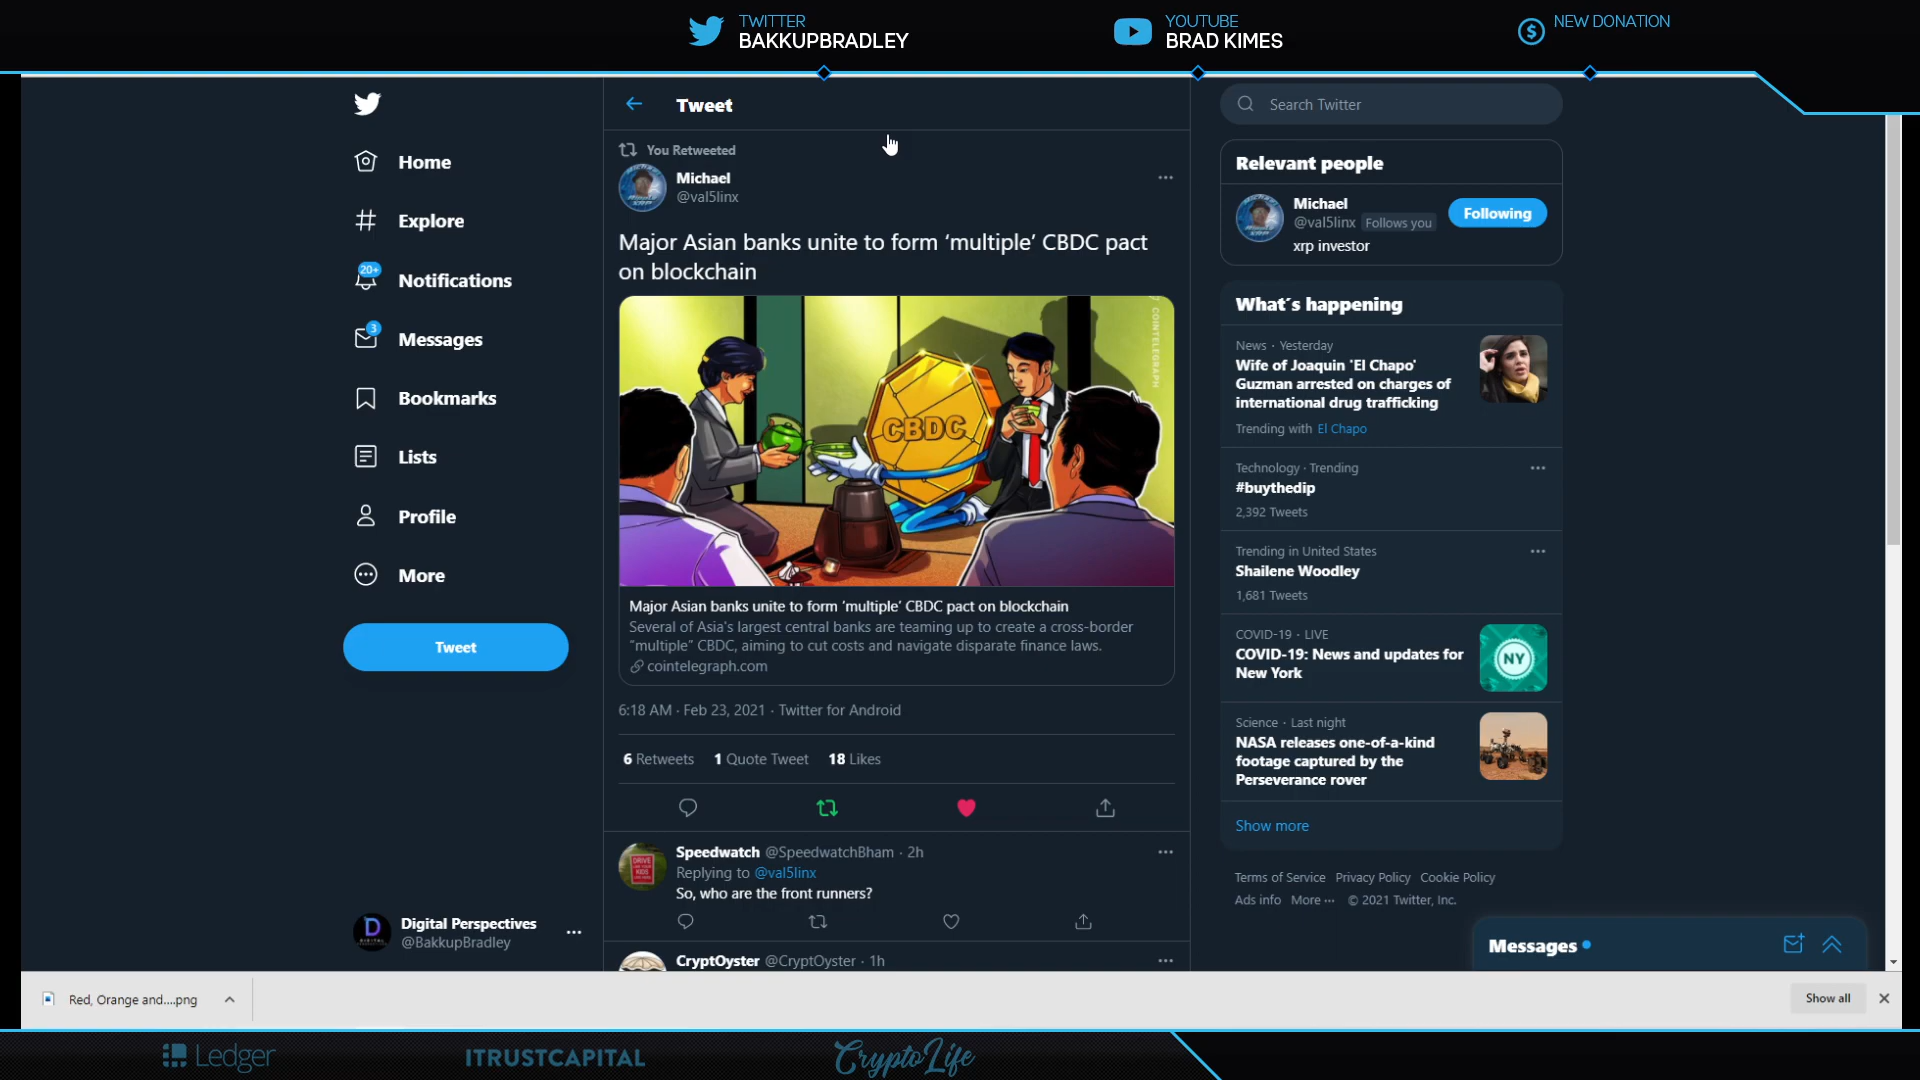 TWITTER
BAKKUPBRADLEY
YOUTUBE
BRAD KIMES
NEW DONATION
Home
Explore
20+
Notifications
3
Messages
Bookmarks
Lists
Profile
More
Tweet
Digital Perspectives
@BakkupBradley
Tweet
You Retweeted
Michael
@val5linx
Major Asian banks unite to form ‘multiple’ CBDC pact
on blockchain
COINTELEGRAPH
CBDC
Major Asian banks unite to form ‘multiple’ CBDC pact on blockchain
Several of Asia's largest central banks are teaming up to create a cross-border
“multiple” CBDC, aiming to cut costs and navigate disparate finance laws.
cointelegraph.com
6:18 AM · Feb 23, 2021 · Twitter for Android
6 Retweets 1 Quote Tweet 18 Likes
Speedwatch @SpeedwatchBham · 2h
Replying to @val5linx
So, who are the front runners?
CryptOyster @CryptOyster · 1h
Search Twitter
Relevant people
Michael
@val5linx Follows you
Following
xrp investor
What's happening
News · Yesterday
Wife of Joaquin 'El Chapo'
Guzman arrested on charges of
international drug trafficking
Trending with El Chapo
Technology · Trending
#buythedip
2,392 Tweets
Trending in United States
Shailene Woodley
1,681 Tweets
COVID-19 · LIVE
COVID-19: News and updates for
New York
NY
Science · Last night
NASA releases one-of-a-kind
footage captured by the
Perseverance rover
Show more
Terms of Service Privacy Policy Cookie Policy
Ads info More ··· © 2021 Twitter, Inc.
Messages
Red, Orange and....png
Show all
Ledger
ITRUSTCAPITAL
CryptoLife